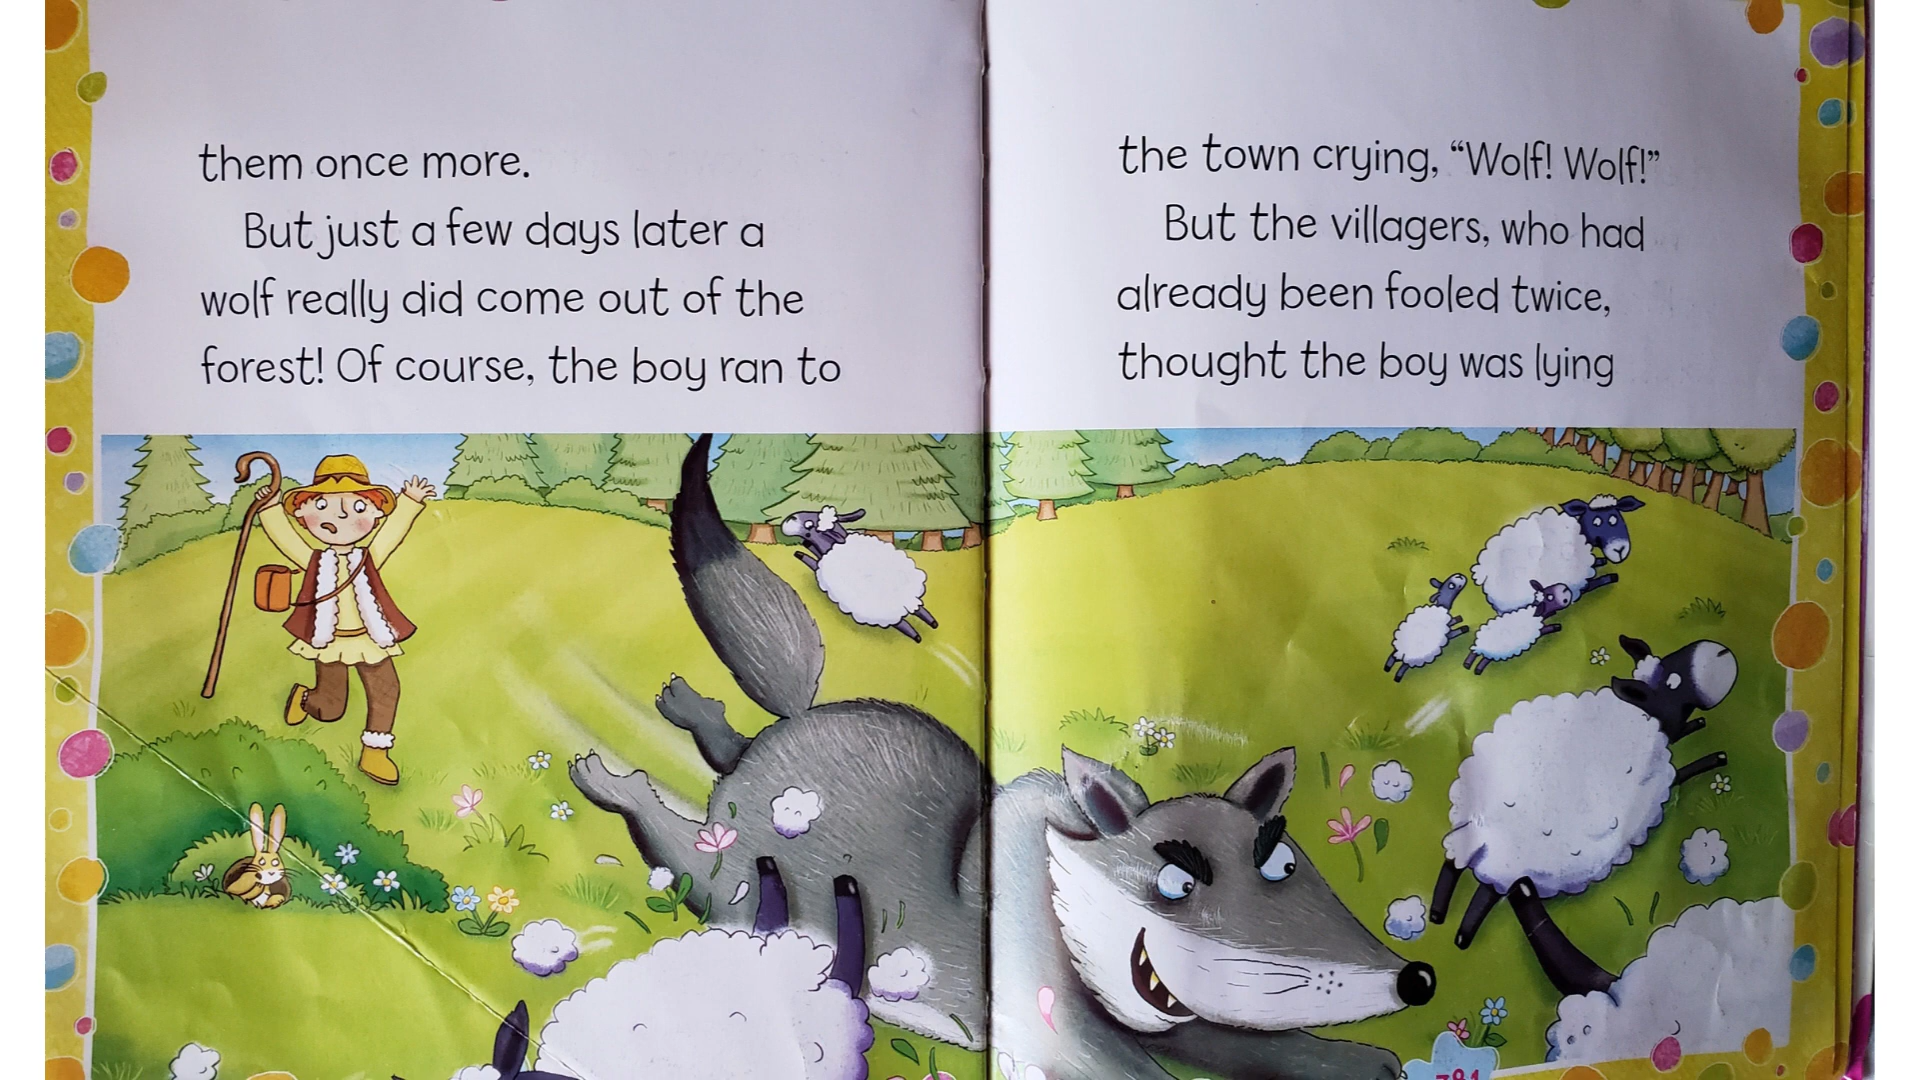 them once more.
But just a few days later a
wolf really did come out of the
forest! Of course, the boy ran to
the town crying, “Wolf! Wolf!”
But the villagers, who had
already been fooled twice,
thought the boy was lying